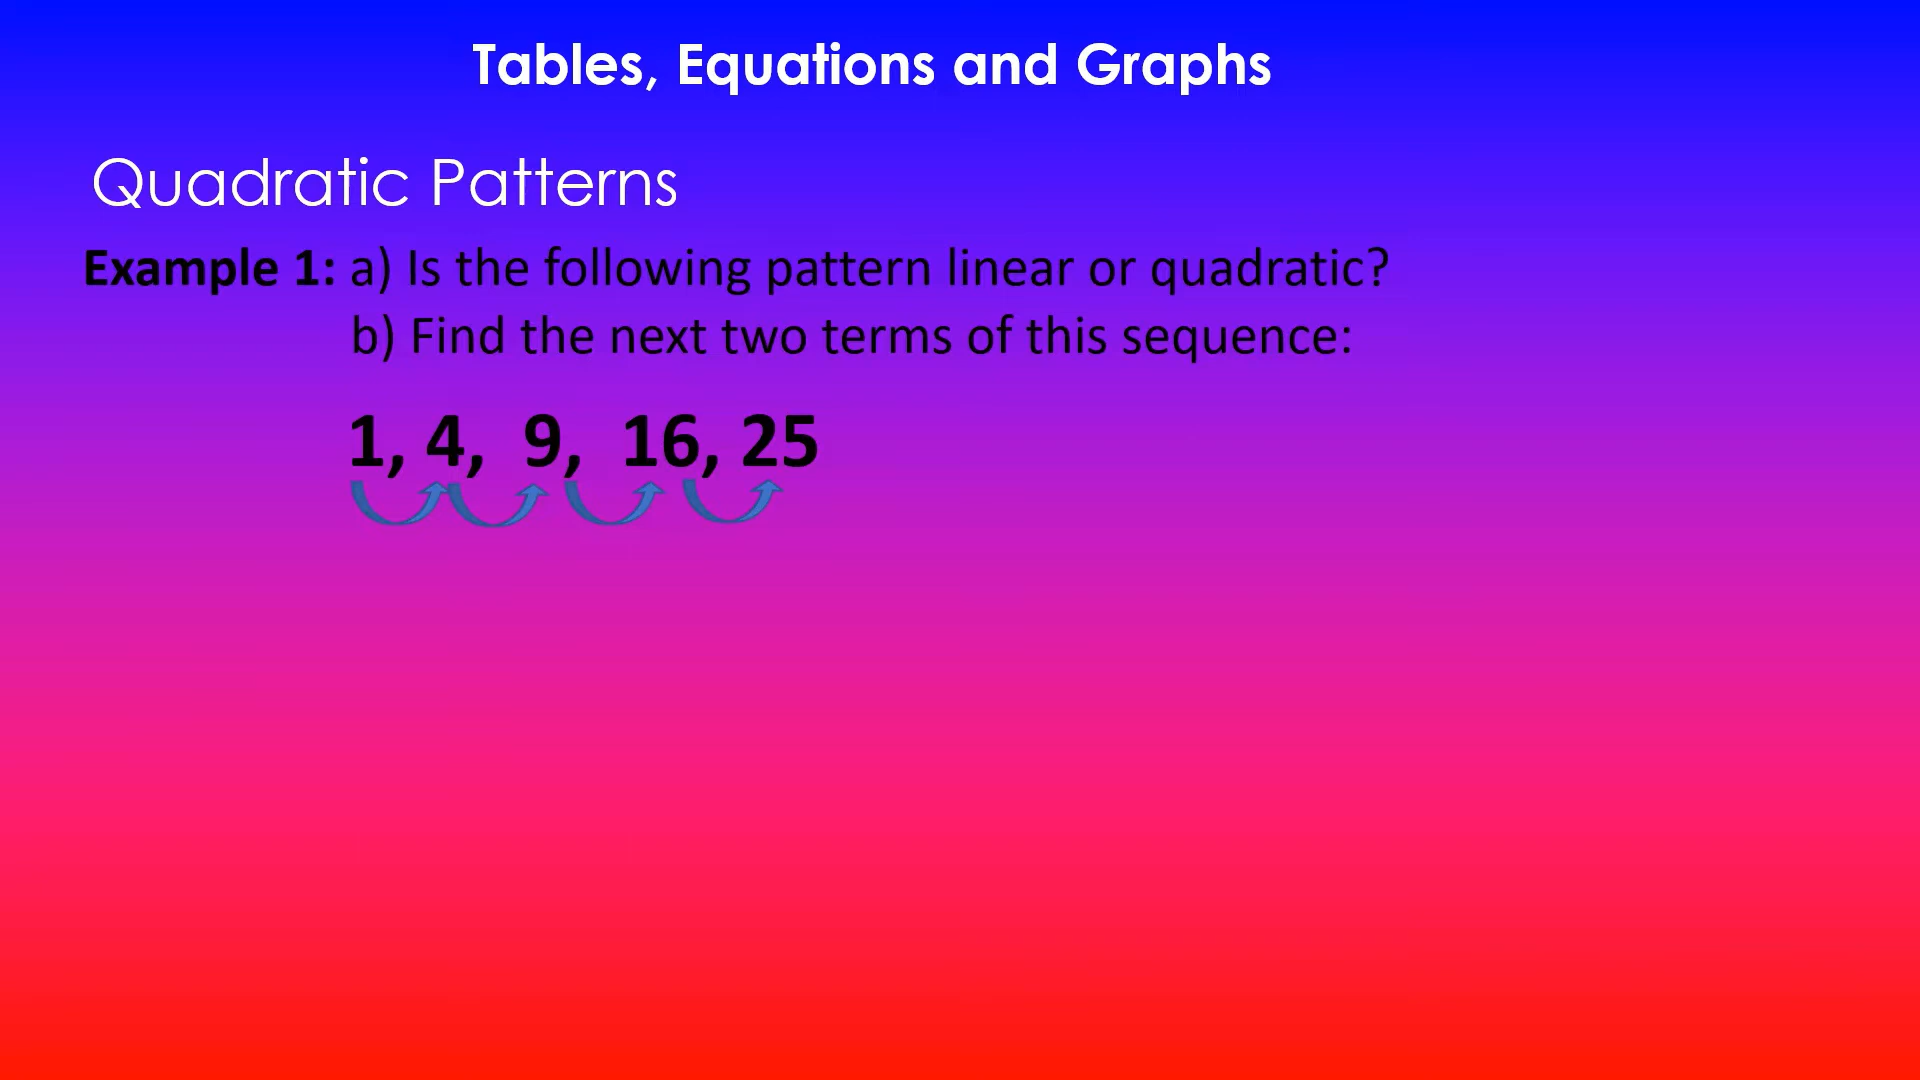 Tables, Equations and Graphs
Quadratic Patterns
Example 1: a) Is the following pattern linear or quadratic?
b) Find the next two terms of this sequence:
1, 4, 9, 16, 25